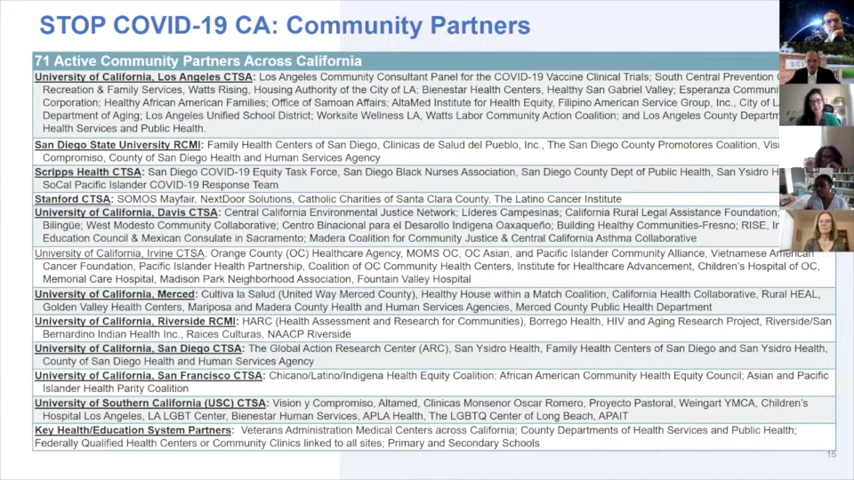 STOP COVID-19 CA: Community Partners
71 Active Community Partners Across California
University of California, Los Angeles CTSA: Los Angeles Community Consultant Panel for the COVID-19 Vaccine Clinical Trials; South Central Prevention
Recreation & Family Services, Watts Rising, Housing Authority of the City of LA; Bienestar Health Centers, Healthy San Gabriel Valley; Esperanza Commun
Corporation; Healthy African American Families; Office of Samoan Affairs; AltaMed Institute for Health Equity, Filipino American Service Group, Inc., City of L
Department of Aging; Los Angeles Unified School District; Worksite Wellness LA, Watts Labor Community Action Coalition; and Los Angeles County Departm
Health Services and Public Health.
San Diego State University RCMI: Family Health Centers of San Diego, Clinicas de Salud del Pueblo, Inc., The San Diego County Promotores Coalition, Visi
Compromiso, County of San Diego Health and Human Services Agency
Scripps Health CTSA: San Diego COVID-19 Equity Task Force, San Diego Black Nurses Association, San Diego County Dept of Public Health, San Ysidro H
SoCal Pacific Islander COVID-19 Response Team
Stanford CTSA: SOMOS Mayfair, NextDoor Solutions, Catholic Charities of Santa Clara County, The Latino Cancer Institute
University of California, Davis CTSA: Central California Environmental Justice Network; Líderes Campesinas; California Rural Legal Assistance Foundation;
Bilingüe; West Modesto Community Collaborative; Centro Binacional para el Desarollo Indigena Oaxaqueño; Building Healthy Communities-Fresno; RISE, In
Education Council & Mexican Consulate in Sacramento; Madera Coalition for Community Justice & Central California Asthma Collaborative
University of California, Irvine CTSA: Orange County (OC) Healthcare Agency, MOMS OC, OC Asian, and Pacific Islander Community Alliance, Vietnamese American
Cancer Foundation, Pacific Islander Health Partnership, Coalition of OC Community Health Centers, Institute for Healthcare Advancement, Children's Hospital of OC,
Memorial Care Hospital, Madison Park Neighborhood Association, Fountain Valley Hospital
University of California, Merced: Cultiva la Salud (United Way Merced County), Healthy House within a Match Coalition, California Health Collaborative, Rural HEAL,
Golden Valley Health Centers, Mariposa and Madera County Health and Human Services Agencies, Merced County Public Health Department
University of California, Riverside RCMI: HARC (Health Assessment and Research for Communities), Borrego Health, HIV and Aging Research Project, Riverside/San
Bernardino Indian Health Inc., Raices Culturas, NAACP Riverside
University of California, San Diego CTSA: The Global Action Research Center (ARC), San Ysidro Health, Family Health Centers of San Diego and San Ysidro Health,
County of San Diego Health and Human Services Agency
University of California, San Francisco CTSA: Chicano/Latino/Indigena Health Equity Coalition; African American Community Health Equity Council; Asian and Pacific
Islander Health Parity Coalition
University of Southern California (USC) CTSA: Vision y Compromiso, Altamed, Clinicas Monsenor Oscar Romero, Proyecto Pastoral, Weingart YMCA, Children's
Hospital Los Angeles, LA LGBT Center, Bienestar Human Services, APLA Health, The LGBTQ Center of Long Beach, APAIT
Key Health/Education System Partners: Veterans Administration Medical Centers across California; County Departments of Health Services and Public Health;
Federally Qualified Health Centers or Community Clinics linked to all sites; Primary and Secondary Schools
15